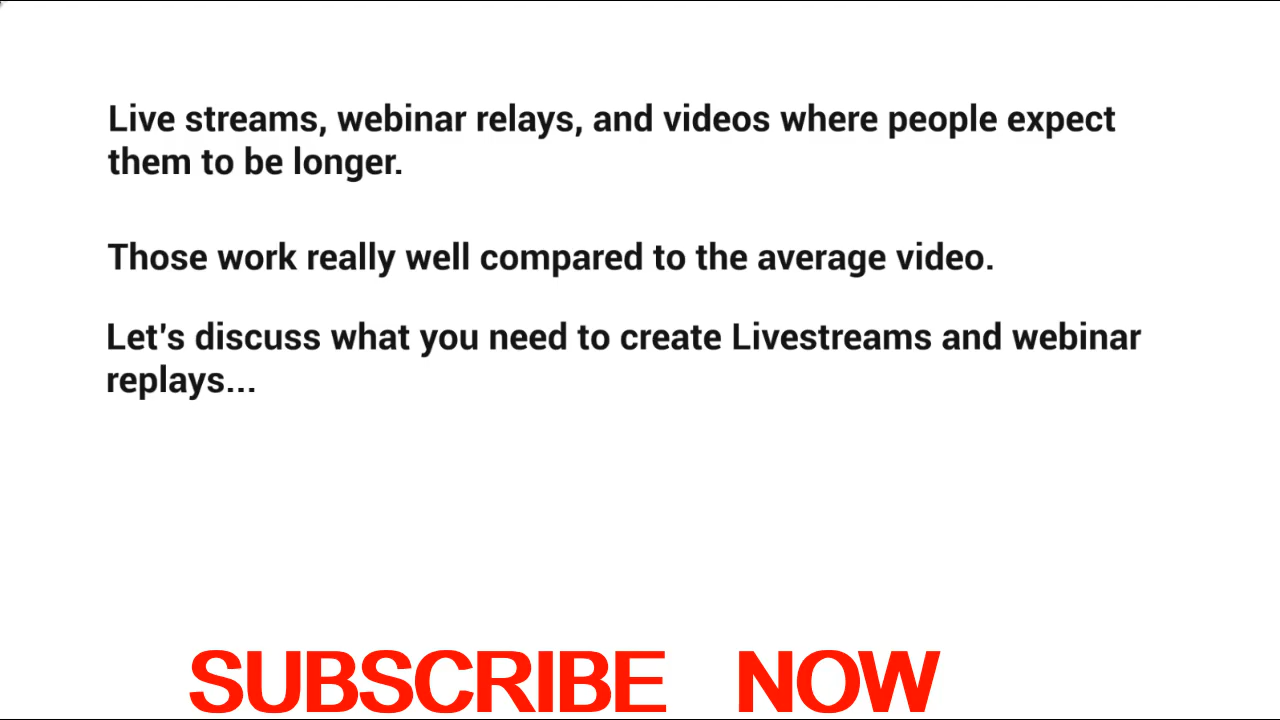 Live streams, webinar relays, and videos where people expect
them to be longer.
Those work really well compared to the average video.
Let's discuss what you need to create Livestreams and webinar
replays...
SUBSCRIBE NOW